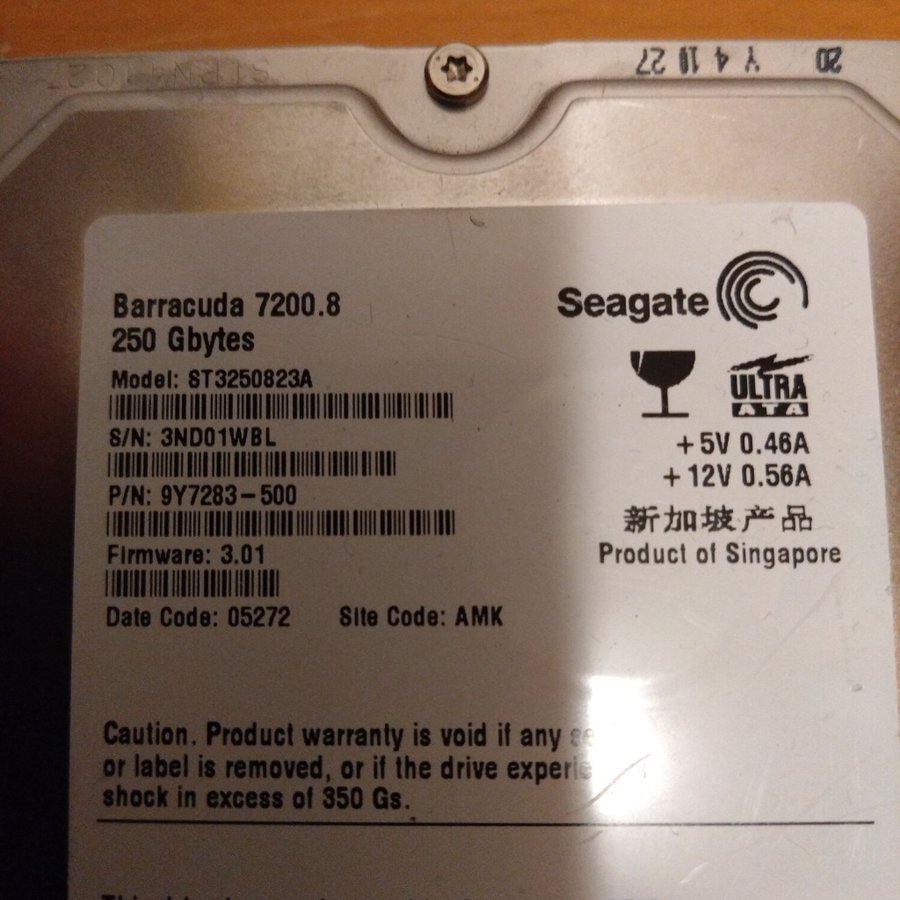 20 Y 4 10 27
Barracuda 7200.8
250 Gbytes
Model: ST3250823A
S/N: 3ND01WBL
P/N: 9Y7283-500
Firmware: 3.01
Date Code: 05272 Site Code: AMK
Seagate
ULTRA
ATA
+5V 0.46A
+12V 0.56A
新加坡产品
Product of Singapore
Caution. Product warranty is void if any
or label is removed, or if the drive
shock in excess of 350 Gs.